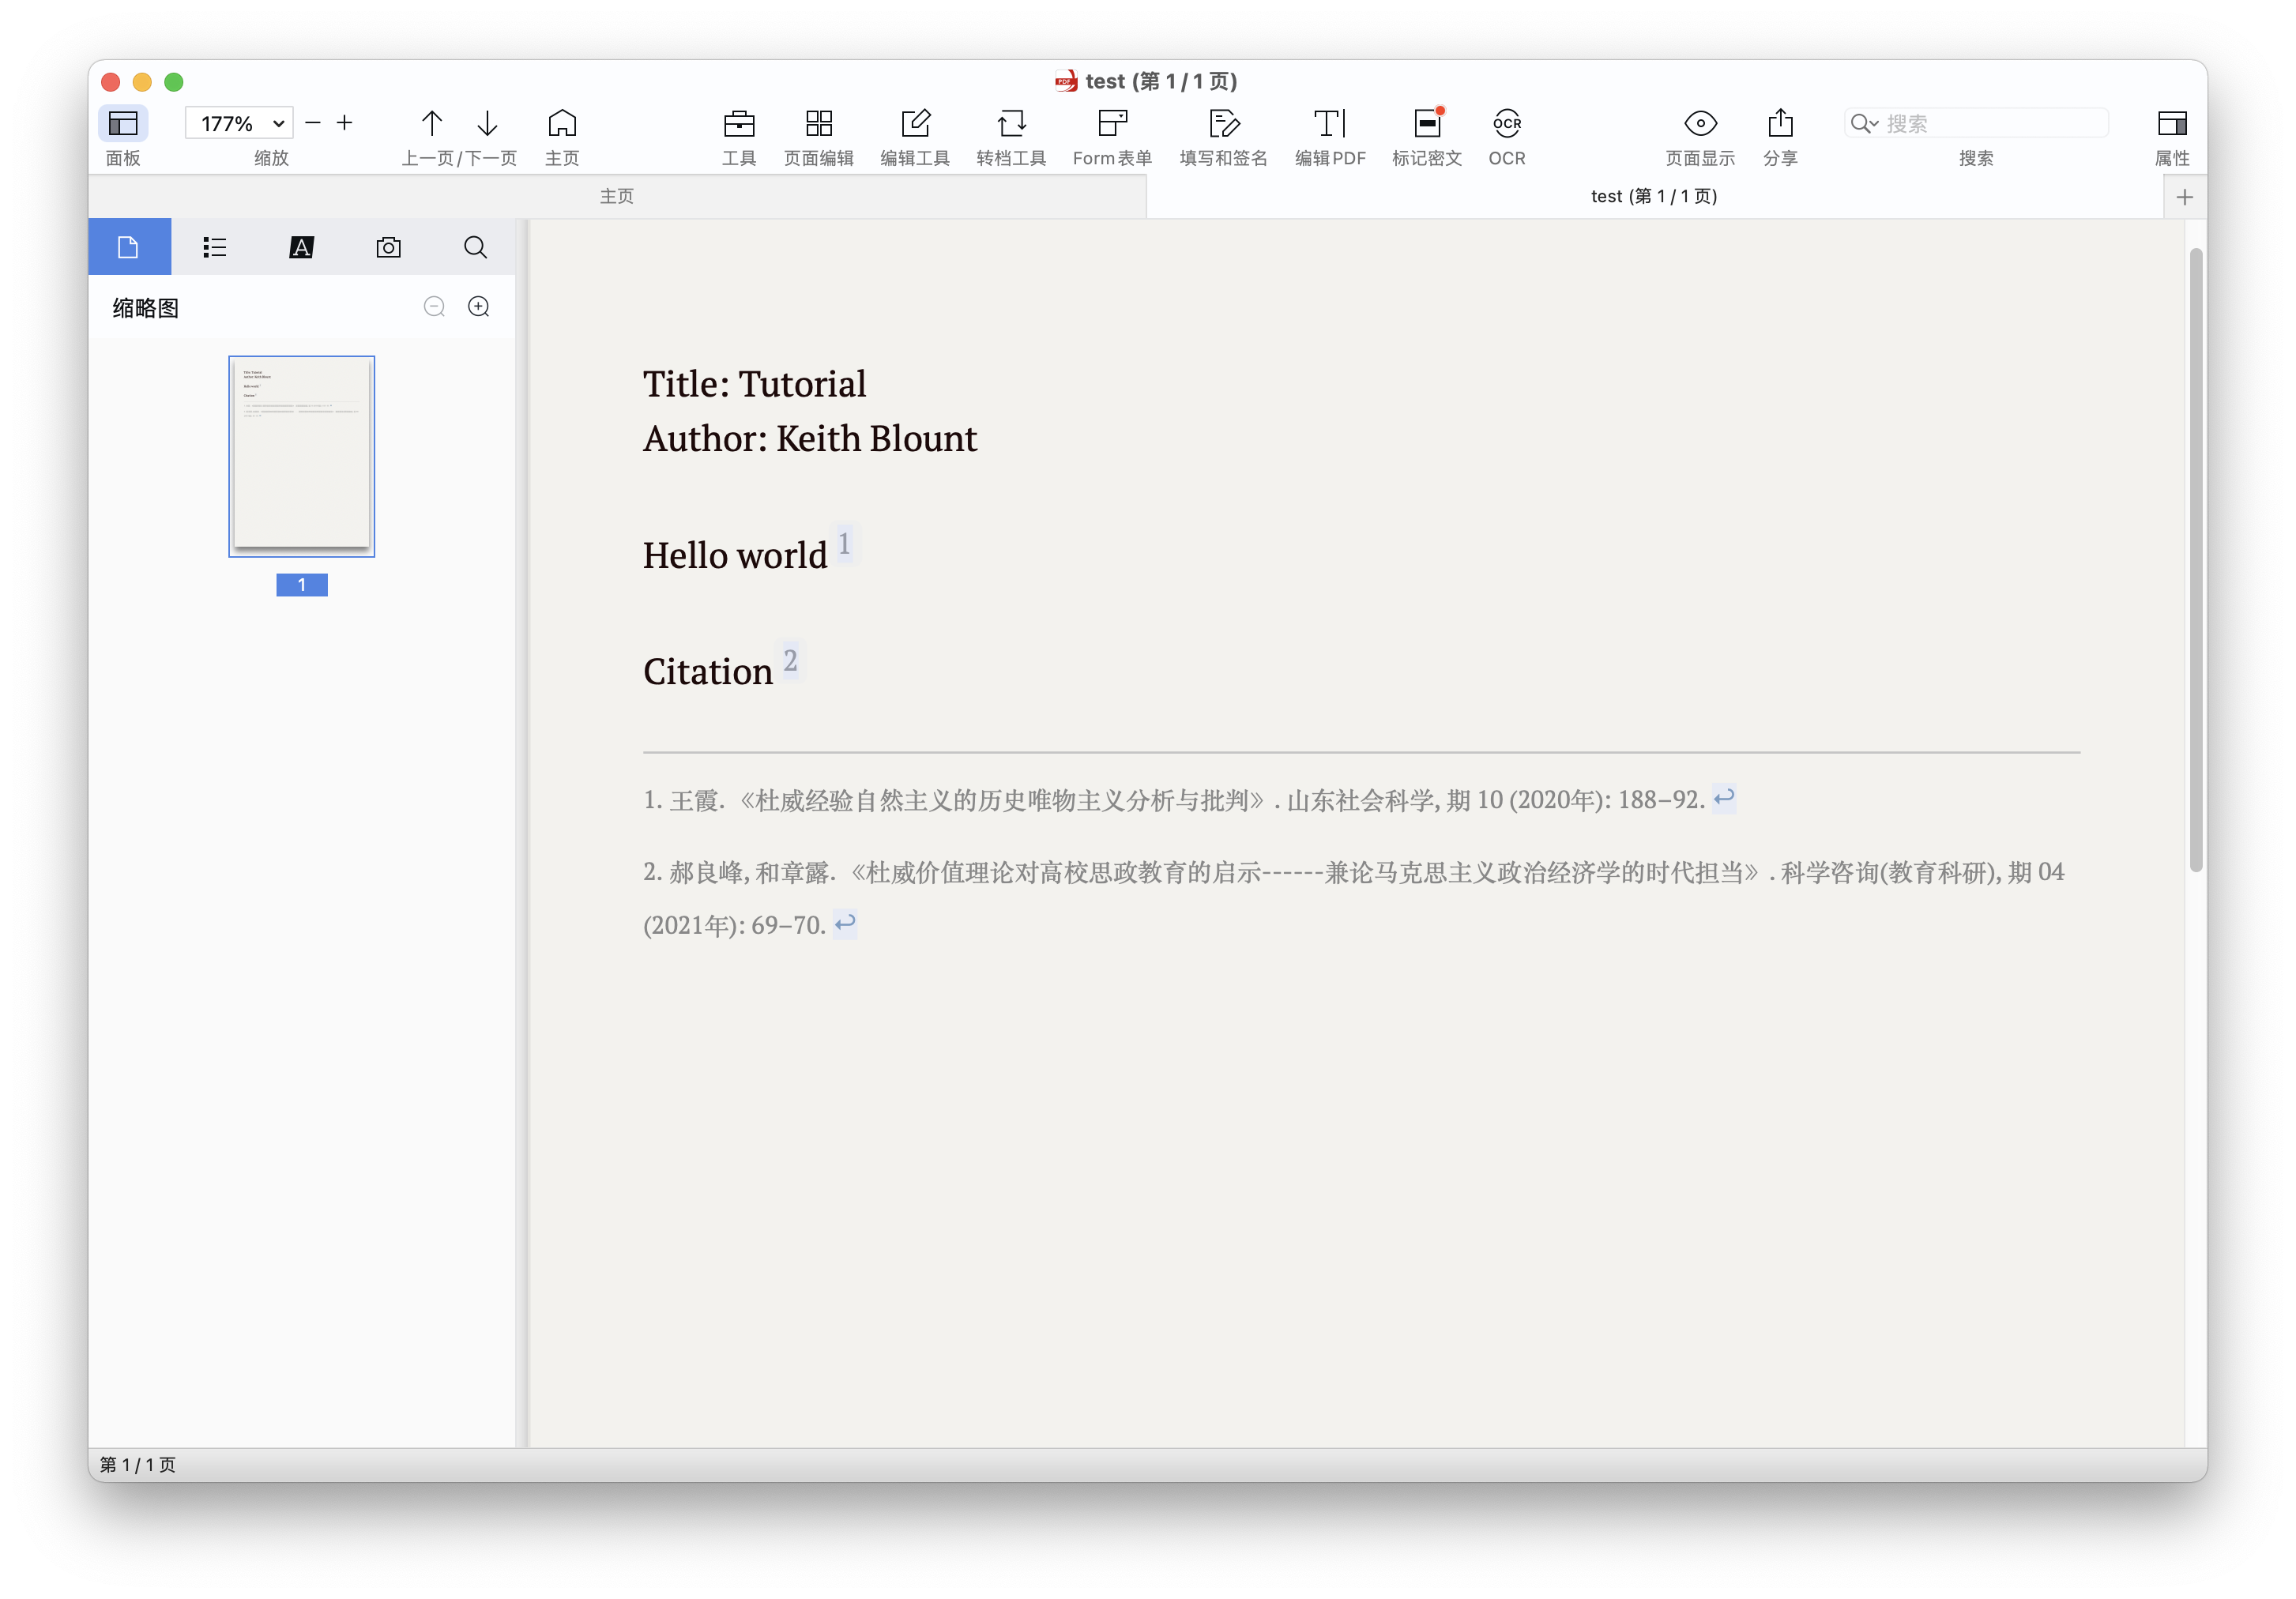 test (第 1 / 1 页)
177%
面板
缩放
上一页/下一页
主页
工具
页面编辑
编辑工具
转档工具
Form表单
填写和签名
编辑PDF
标记密文
OCR
OCR
页面显示
分享
搜索
搜索
属性
主页
test (第 1 / 1 页)
缩略图
1
Title: Tutorial
Author: Keith Blount
Hello world 1
Citation 2
1. 王霞. 《杜威经验自然主义的历史唯物主义分析与批判》. 山东社会科学, 期 10 (2020年): 188–92. ↩
2. 郝良峰, 和章露. 《杜威价值理论对高校思政教育的启示------兼论马克思主义政治经济学的时代担当》. 科学咨询(教育科研), 期 04
(2021年): 69–70. ↩
第 1 / 1 页